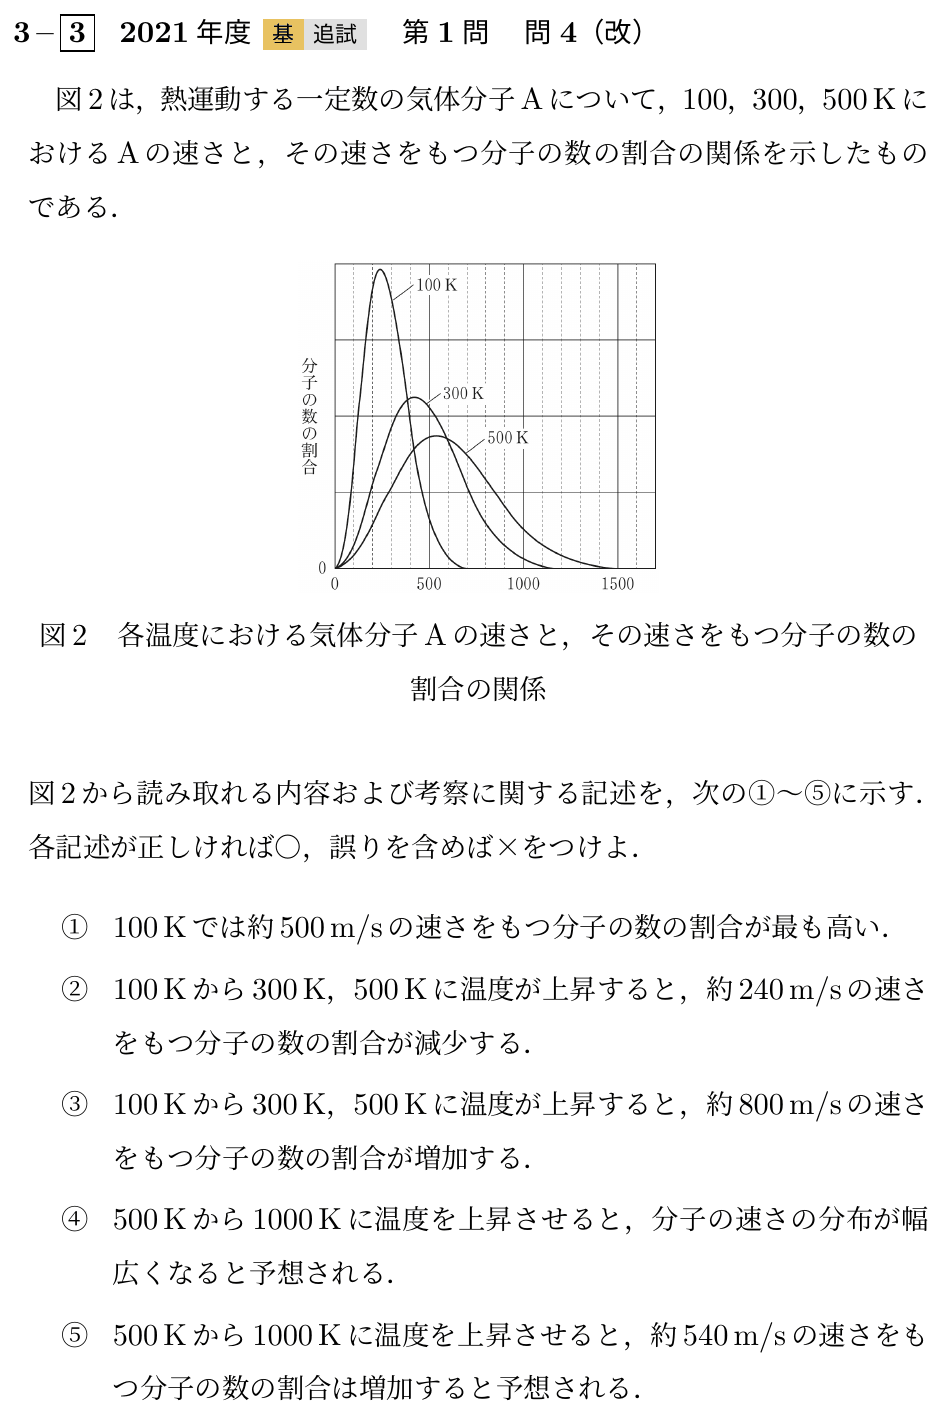 3–3 2021年度 基 追試 第1問 問4（改）
図2は，熱運動する一定数の気体分子Aについて，100，300，500Kに
おけるAの速さと，その速さをもつ分子の数の割合の関係を示したもの
である．
100 K
300 K
500 K
分子の数の割合
0
0 500 1000 1500
図2 各温度における気体分子Aの速さと，その速さをもつ分子の数の
割合の関係
図2から読み取れる内容および考察に関する記述を，次の①～⑤に示す．
各記述が正しければ○，誤りを含めば×をつけよ．
① 100Kでは約500m/sの速さをもつ分子の数の割合が最も高い．
② 100Kから300K，500Kに温度が上昇すると，約240m/sの速さ
をもつ分子の数の割合が減少する．
③ 100Kから300K，500Kに温度が上昇すると，約800m/sの速さ
をもつ分子の数の割合が増加する．
④ 500Kから1000Kに温度を上昇させると，分子の速さの分布が幅
広くなると予想される．
⑤ 500Kから1000Kに温度を上昇させると，約540m/sの速さをも
つ分子の数の割合は増加すると予想される．